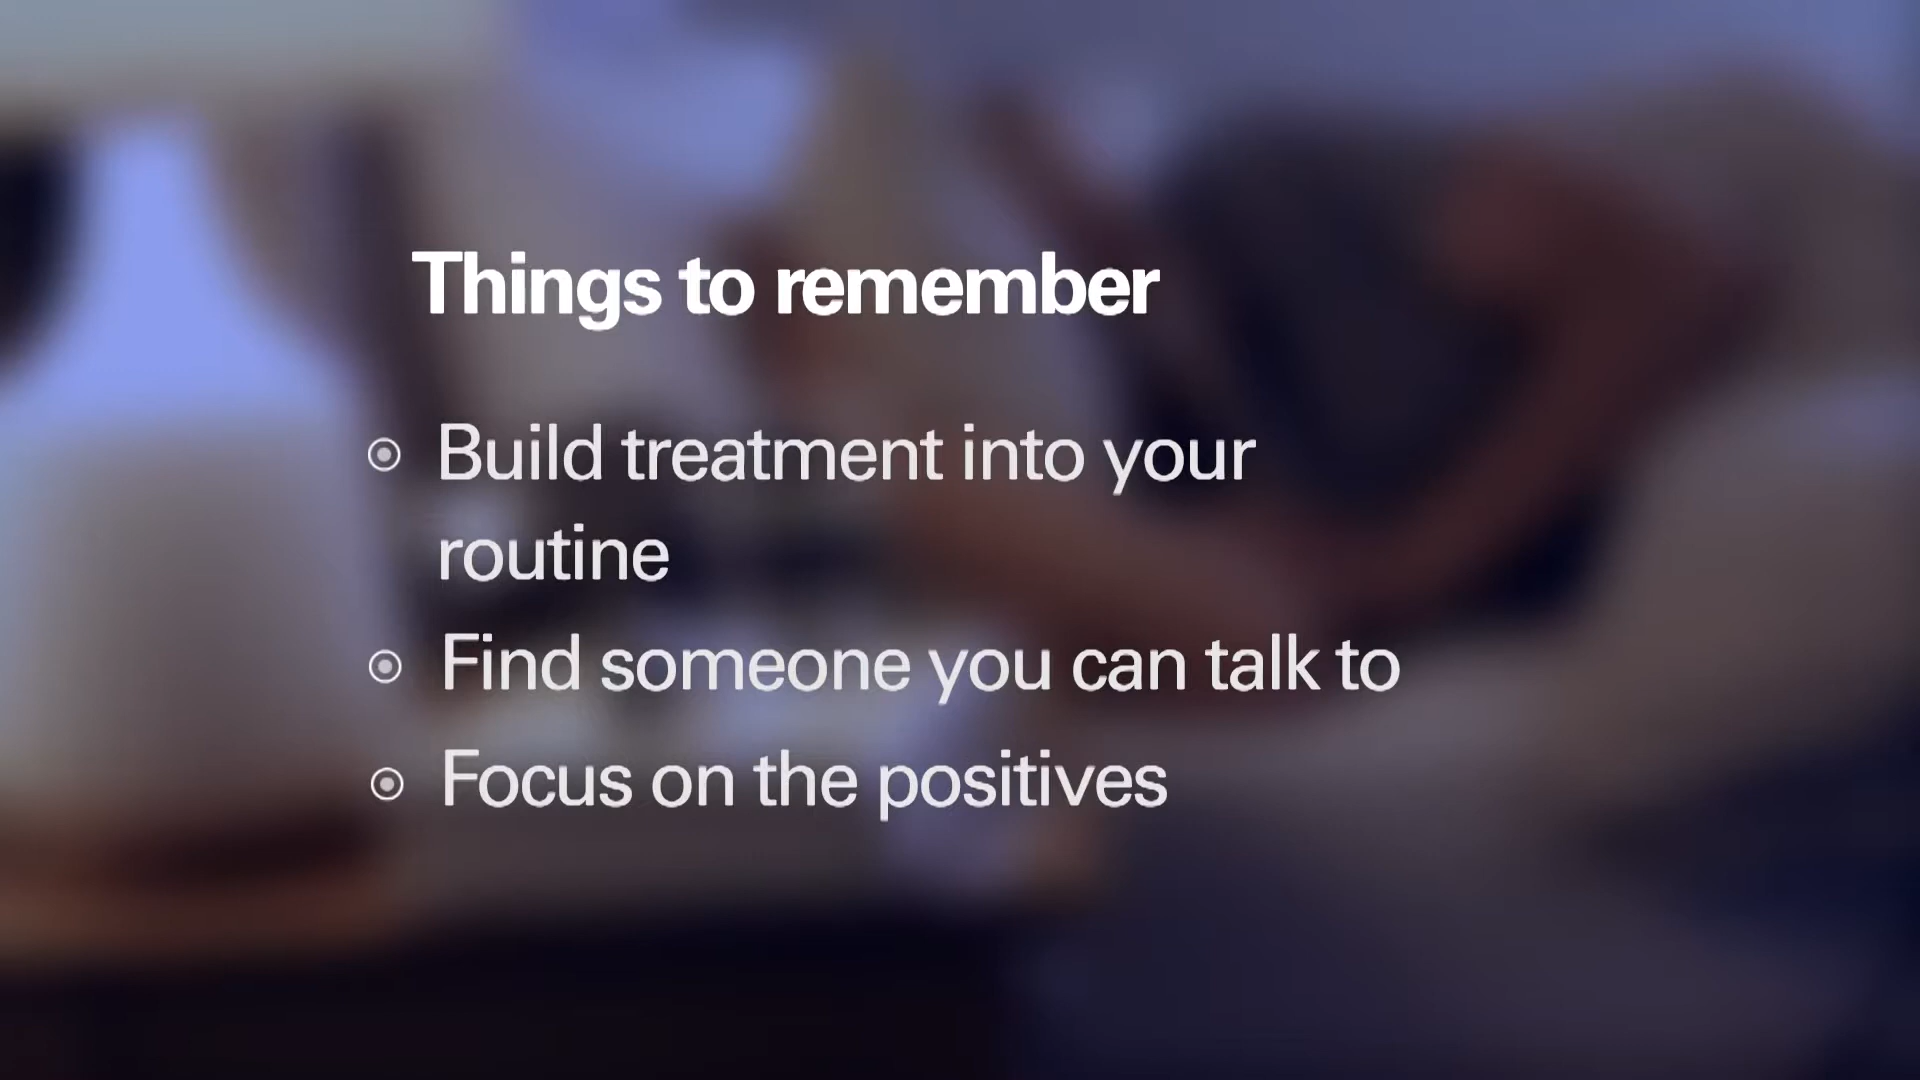 Things to remember
Build treatment into your
routine
Find someone you can talk to
Focus on the positives